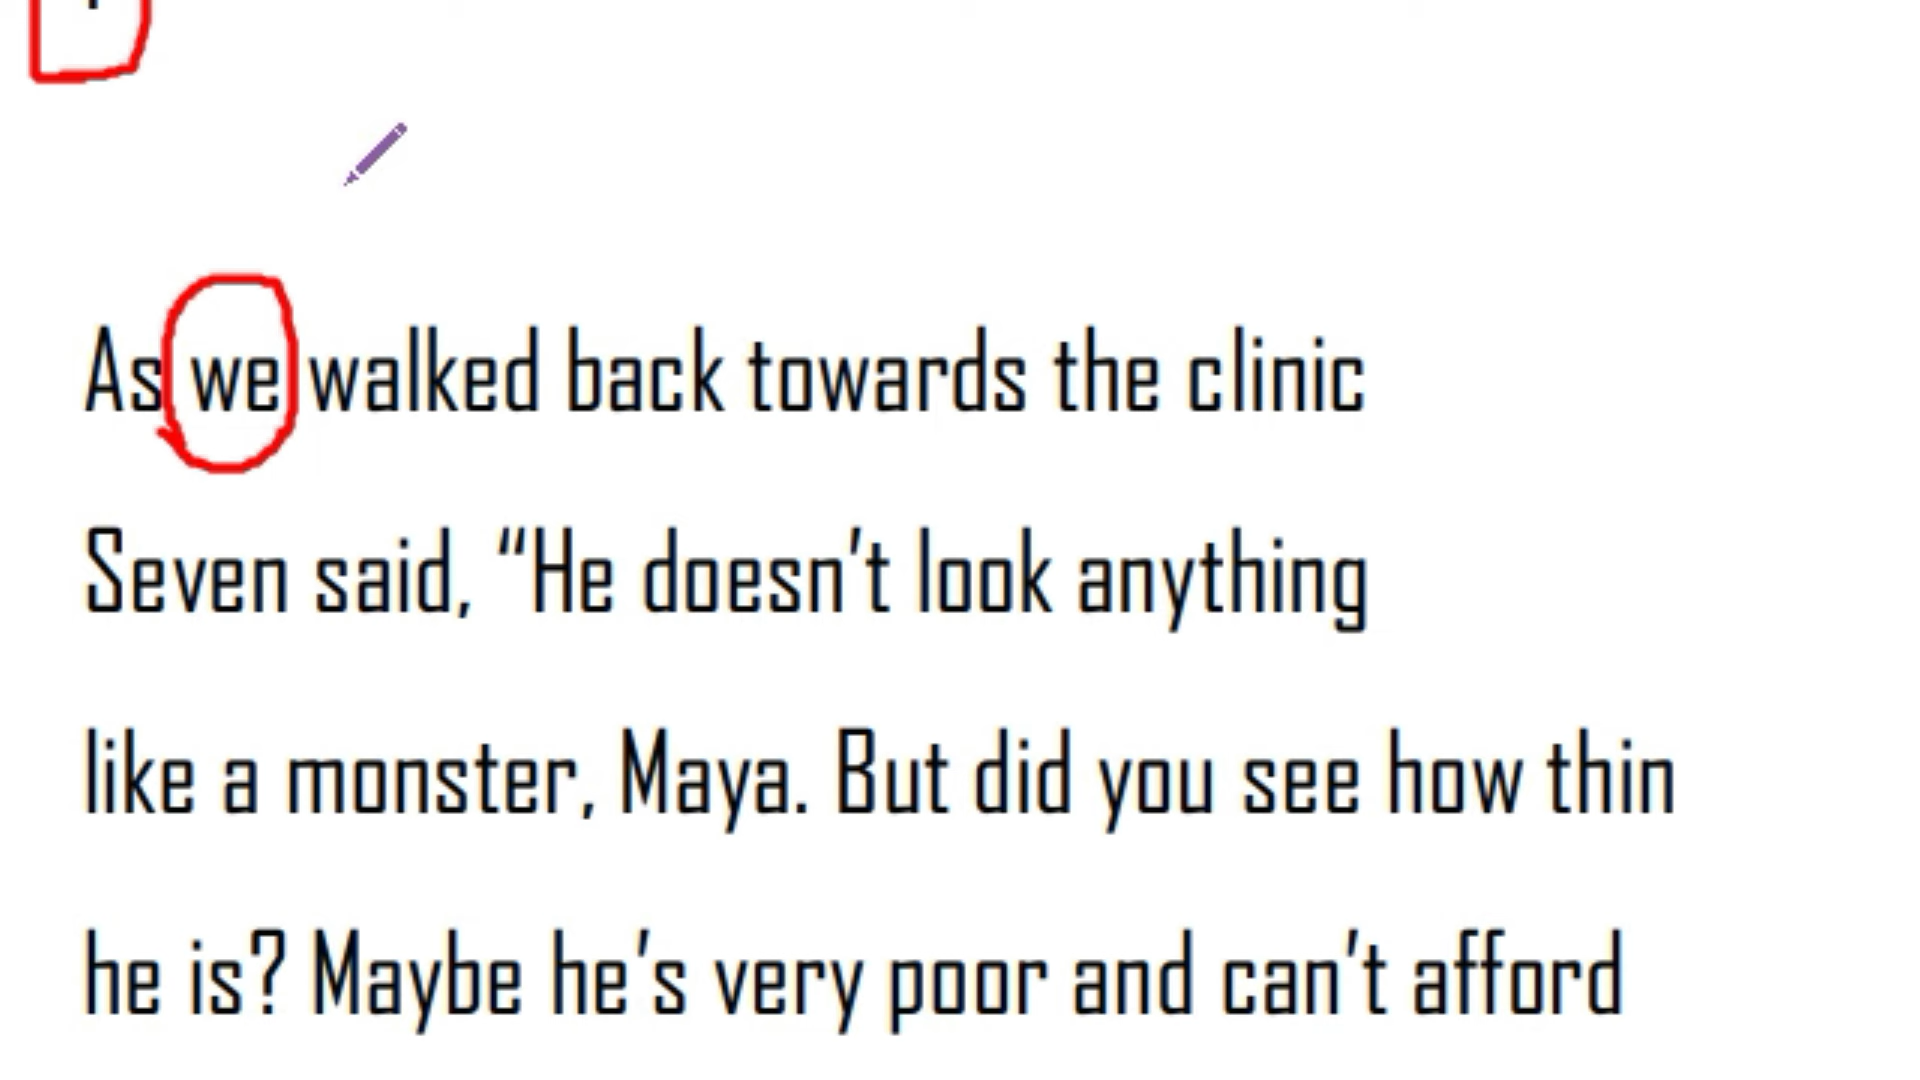 As we walked back towards the clinic
Seven said, “He doesn’t look anything
like a monster, Maya. But did you see how thin
he is? Maybe he’s very poor and can’t afford